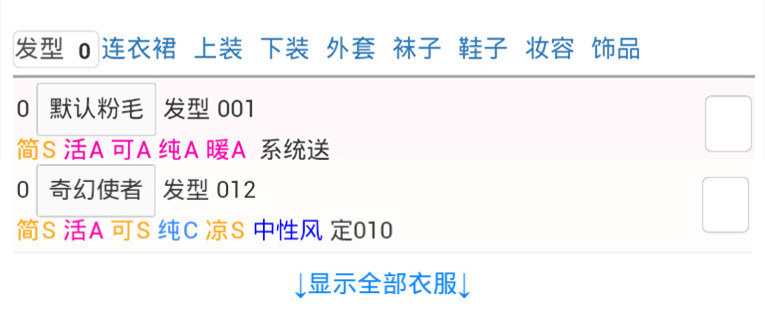 发型 0 连衣裙 上装 下装 外套 袜子 鞋子 妆容 饰品
0 默认粉毛 发型 001
简S 活A 可A 纯A 暖A 系统送
0 奇幻使者 发型 012
简S 活A 可S 纯C 凉S 中性风 定010
↓显示全部衣服↓